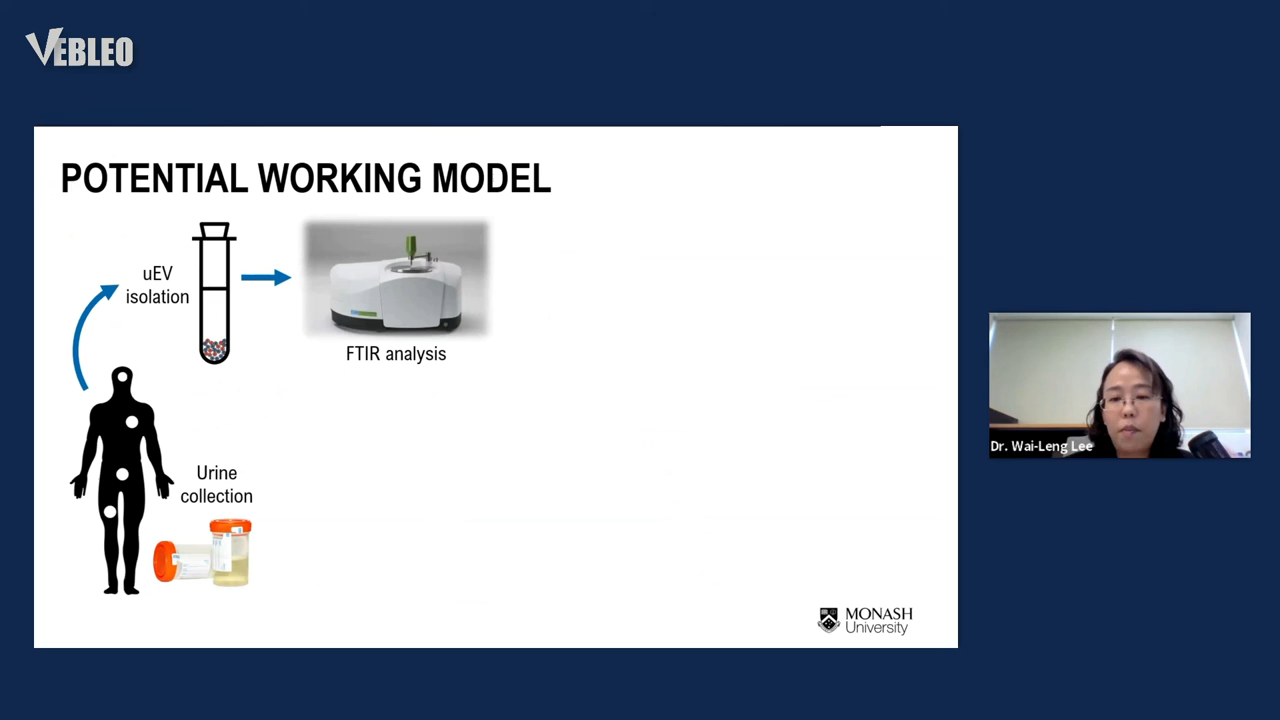 VEBLEO
POTENTIAL WORKING MODEL
uEV
isolation
FTIR analysis
Urine
collection
MONASH
University
Dr. Wai-Leng Lee